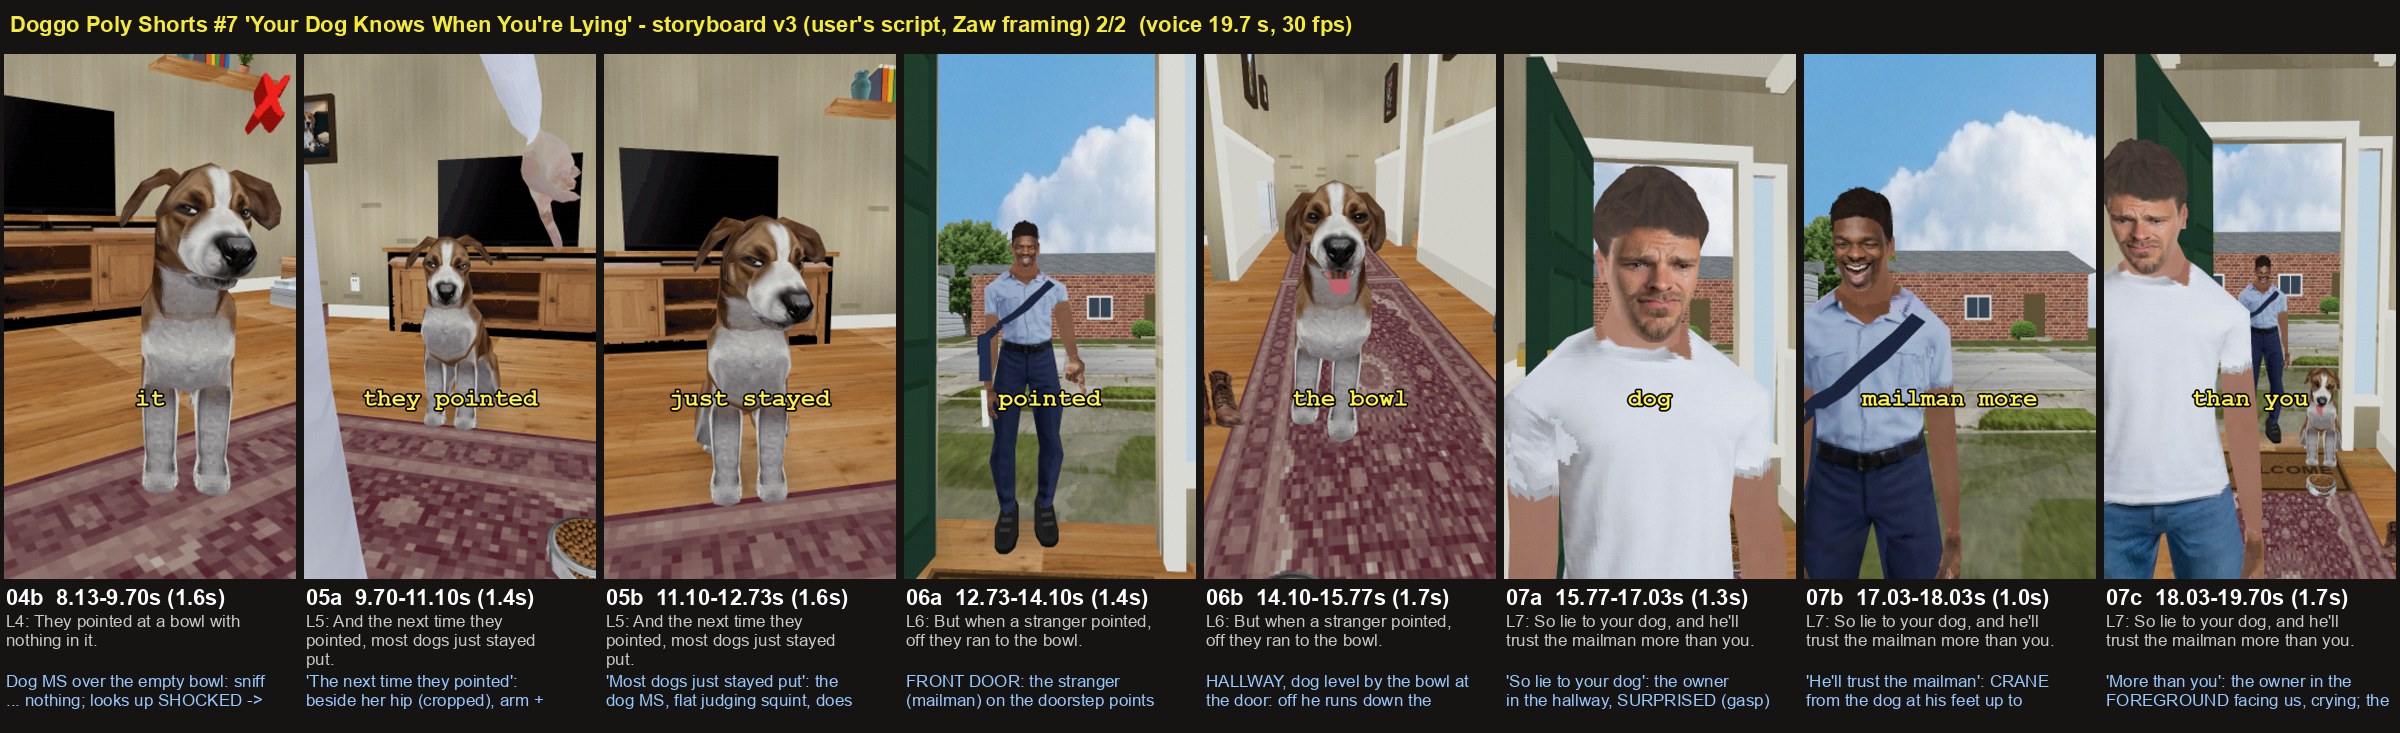 Doggo Poly Shorts #7 'Your Dog Knows When You're Lying' - storyboard v3 (user's script, Zaw framing) 2/2  (voice 19.7 s, 30 fps)
it
they pointed
just stayed
pointed
the bowl
dog
mailman more
than you
LCOME
04b  8.13-9.70s (1.6s)
L4: They pointed at a bowl with
nothing in it.
Dog MS over the empty bowl: sniff
... nothing; looks up SHOCKED ->
05a  9.70-11.10s (1.4s)
L5: And the next time they
pointed, most dogs just stayed
put.
'The next time they pointed':
beside her hip (cropped), arm +
05b  11.10-12.73s (1.6s)
L5: And the next time they
pointed, most dogs just stayed
put.
'Most dogs just stayed put': the
dog MS, flat judging squint, does
06a  12.73-14.10s (1.4s)
L6: But when a stranger pointed,
off they ran to the bowl.
FRONT DOOR: the stranger
(mailman) on the doorstep points
06b  14.10-15.77s (1.7s)
L6: But when a stranger pointed,
off they ran to the bowl.
HALLWAY, dog level by the bowl at
the door: off he runs down the
07a  15.77-17.03s (1.3s)
L7: So lie to your dog, and he'll
trust the mailman more than you.
'So lie to your dog': the owner
in the hallway, SURPRISED (gasp)
07b  17.03-18.03s (1.0s)
L7: So lie to your dog, and he'll
trust the mailman more than you.
'He'll trust the mailman': CRANE
from the dog at his feet up to
07c  18.03-19.70s (1.7s)
L7: So lie to your dog, and he'll
trust the mailman more than you.
'More than you': the owner in the
FOREGROUND facing us, crying; the